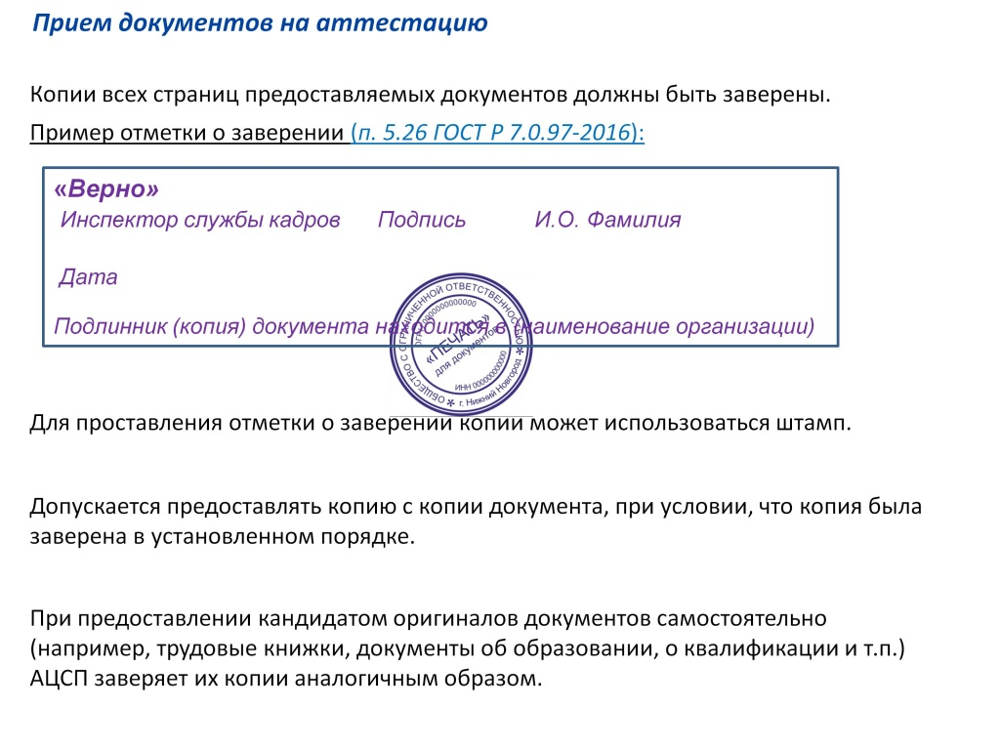 Прием документов на аттестацию
Копии всех страниц предоставляемых документов должны быть заверены.
Пример отметки о заверении (п. 5.26 ГОСТ Р 7.0.97-2016):
«Верно»
Инспектор службы кадров Подпись И.О. Фамилия
Дата
Подлинник (копия) документа находится в (наименование организации)
ОБЩЕСТВО С ОГРАНИЧЕННОЙ ОТВЕТСТВЕННОСТЬЮ
г. Нижний Новгород
ОГРН 0000000000000
«ПЕЧАТЬ»
для документов
ИНН 0000000000
Для проставления отметки о заверении копии может использоваться штамп.
Допускается предоставлять копию с копии документа, при условии, что копия была
заверена в установленном порядке.
При предоставлении кандидатом оригиналов документов самостоятельно
(например, трудовые книжки, документы об образовании, о квалификации и т.п.)
АЦСП заверяет их копии аналогичным образом.